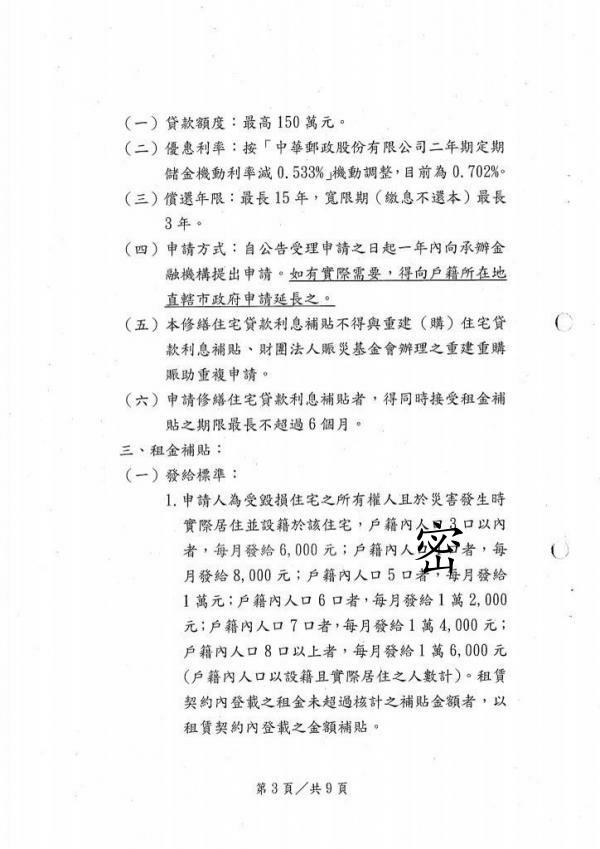 (一)貸款額度：最高150萬元。
(二)優惠利率：按「中華郵政股份有限公司二年期定期
儲金機動利率減0.533%」機動調整，目前為0.702%。
(三)償還年限：最長15年，寬限期（繳息不還本）最長
3年。
(四)申請方式：自公告受理申請之日起一年內向承辦金
融機構提出申請。如有實際需要，得向戶籍所在地
直轄市政府申請延長之。
(五)本修繕住宅貸款利息補貼不得與重建（購）住宅貸
款利息補貼、財團法人賑災基金會辦理之重建重購
賑助重複申請。
(六)申請修繕住宅貸款利息補貼者，得同時接受租金補
貼之期限最長不超過6個月。
三、租金補貼：
(一)發給標準：
1.申請人為受毀損住宅之所有權人且於災害發生時
實際居住並設籍於該住宅，戶籍內人 3口以內
者，每月發給6,000元；戶籍內人 口者，每
月發給8,000元；戶籍內人口5口者，每月發給
1萬元；戶籍內人口6口者，每月發給1萬2,000
元；戶籍內人口7口者，每月發給1萬4,000元；
戶籍內人口8口以上者，每月發給1萬6,000元
(戶籍內人口以設籍且實際居住之人數計)。租賃
契約內登載之租金未超過核計之補貼金額者，以
租賃契約內登載之金額補貼。
密
第3頁／共9頁